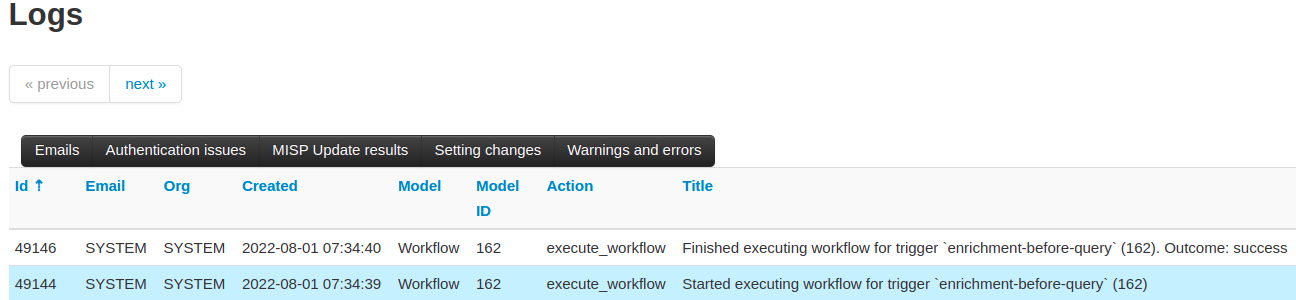 Logs
« previous next »
Emails Authentication issues MISP Update results Setting changes Warnings and errors
Id ↑ Email Org Created Model Model ID Action Title
49146 SYSTEM SYSTEM 2022-08-01 07:34:40 Workflow 162 execute_workflow Finished executing workflow for trigger `enrichment-before-query` (162). Outcome: success
49144 SYSTEM SYSTEM 2022-08-01 07:34:39 Workflow 162 execute_workflow Started executing workflow for trigger `enrichment-before-query` (162)